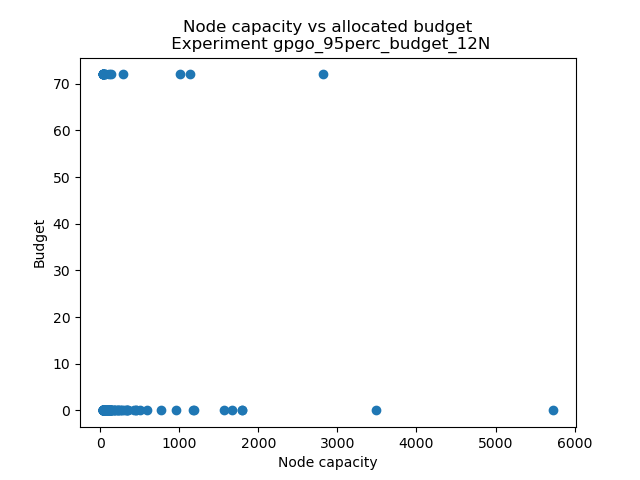 Node capacity vs allocated budget
Experiment gpgo_95perc_budget_12N
70
60
50
40
30
20
10
0
Budget
0 1000 2000 3000 4000 5000 6000
Node capacity